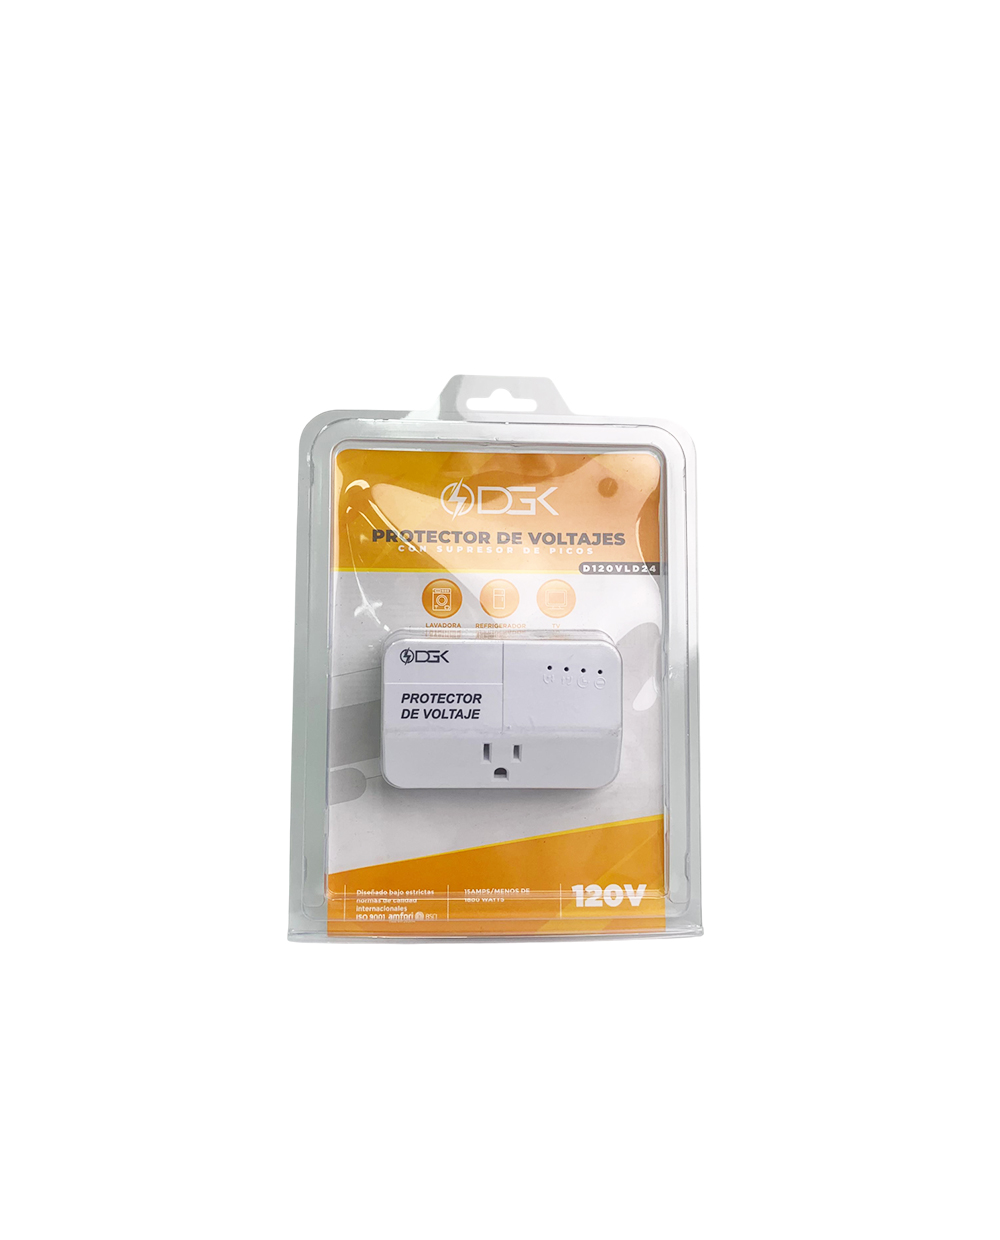 DGK
PROTECTOR DE VOLTAJES
CON SUPRESOR DE PICOS
D120VLD24
LAVADORA REFRIGERADOR TV
DGK
PROTECTOR
DE VOLTAJE
Diseñado bajo estrictas
normas de calidad
internacionales
ISO 9001 amfori BSCI
15AMPS/MENOS DE
1880 WATTS
120V